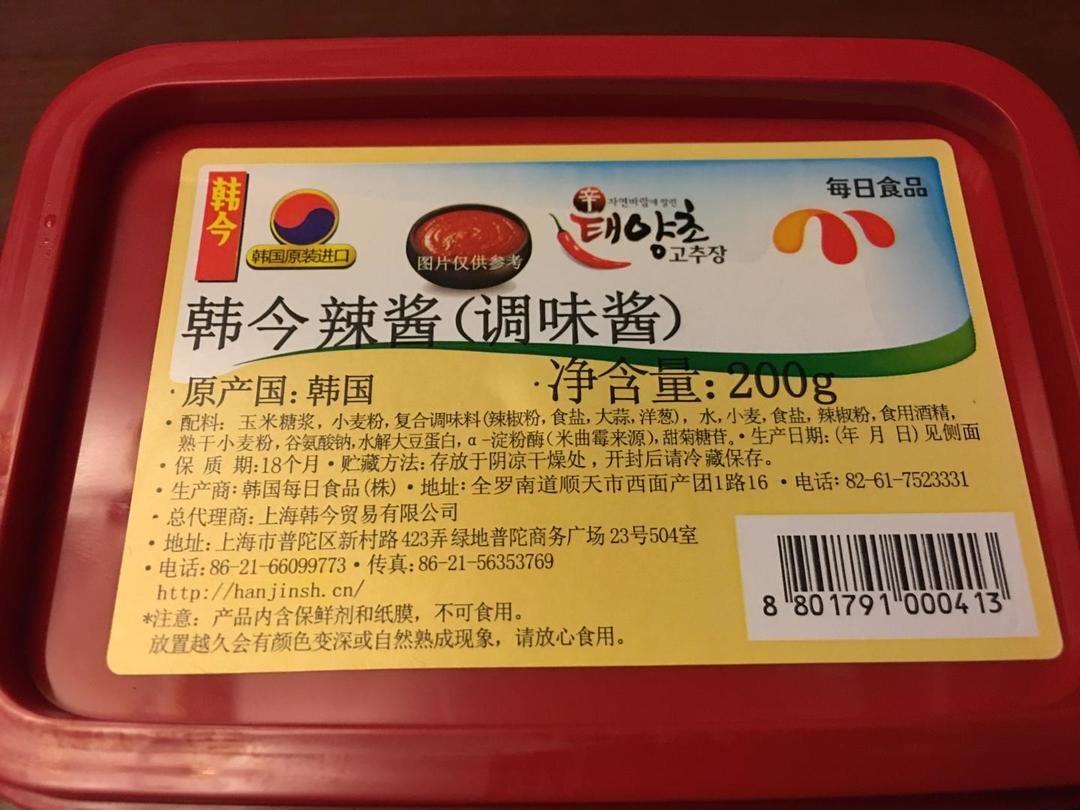 韩今
韩国原装进口
图片仅供参考
辛 자연바람에 말린
태양초
고추장
每日食品
韩今辣酱(调味酱)
·原产国:韩国 ·净含量:200g
·配料:玉米糖浆,小麦粉,复合调味料(辣椒粉,食盐,大蒜,洋葱),水,小麦,食盐,辣椒粉,食用酒精,
熟干小麦粉,谷氨酸钠,水解大豆蛋白,α-淀粉酶(米曲霉来源),甜菊糖苷。·生产日期:(年 月 日)见侧面
·保 质 期:18个月·贮藏方法:存放于阴凉干燥处,开封后请冷藏保存。
·生产商:韩国每日食品(株)·地址:全罗南道顺天市西面产团1路16 ·电话:82-61-7523331
·总代理商:上海韩今贸易有限公司
·地址:上海市普陀区新村路423弄绿地普陀商务广场 23号504室
·电话:86-21-66099773·传真:86-21-56353769
http://hanjinsh.cn/
*注意:产品内含保鲜剂和纸膜,不可食用。
放置越久会有颜色变深或自然熟成现象,请放心食用。
8 801791 000413